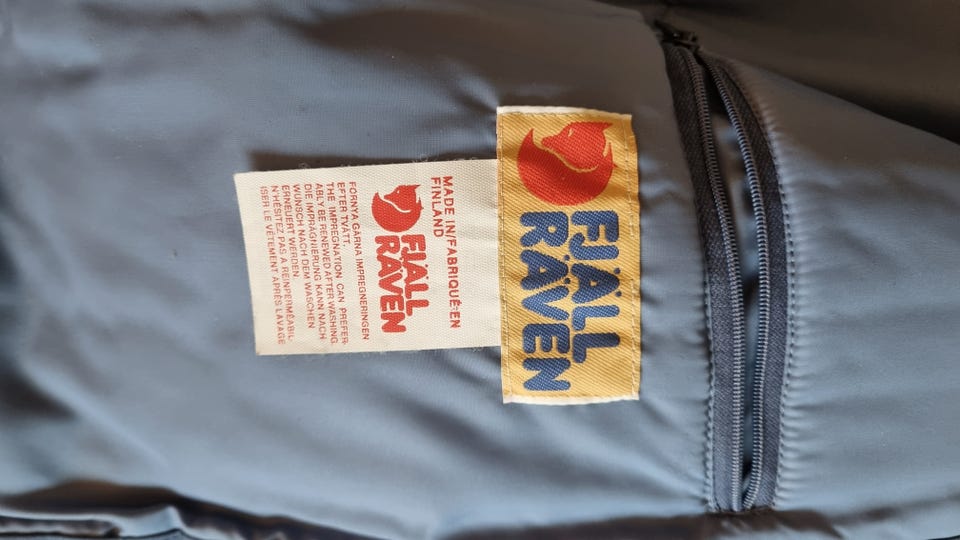 FJÄLL
RÄVEN
MADE IN/FABRIQUÉ EN
FINLAND
FJÄLL
RÄVEN
FÖRNYA GÄRNA IMPREGNERINGEN
EFTER TVÄTT.
THE IMPREGNATION CAN PREFER-
ABLY BE RENEWED AFTER WASHING
DIE IMPRÄGNIERUNG KANN NACH
WUNSCH NACH DEM WASCHEN
ERNEUERT WERDEN.
N'HÉSITEZ PAS A RÉINPERMÉABIL-
ISER LE VÊTEMENT APRÈS LAVAGE